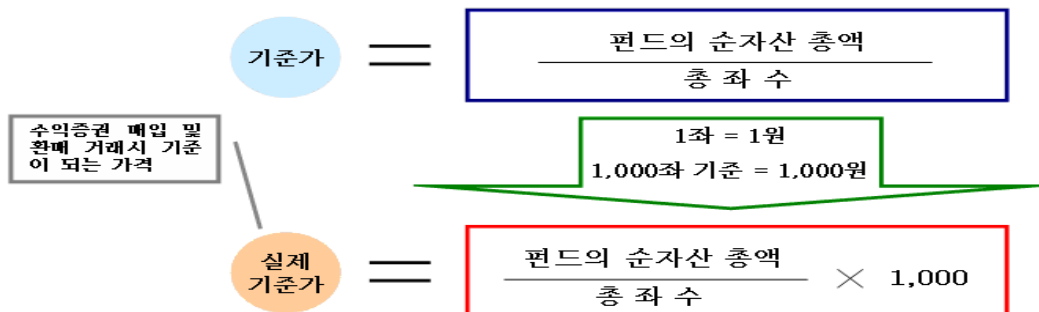 기준가
펀드의 순자산 총액
총 좌 수
수익증권 매입 및
환매 거래시 기준
이 되는 가격
1좌 = 1원
1,000좌 기준 = 1,000원
실제
기준가
펀드의 순자산 총액
총 좌 수
× 1,000